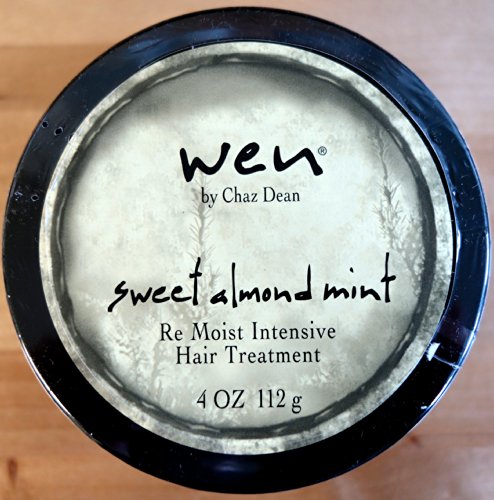 wen®
by Chaz Dean
sweet almond mint
Re Moist Intensive
Hair Treatment
4 OZ 112 g